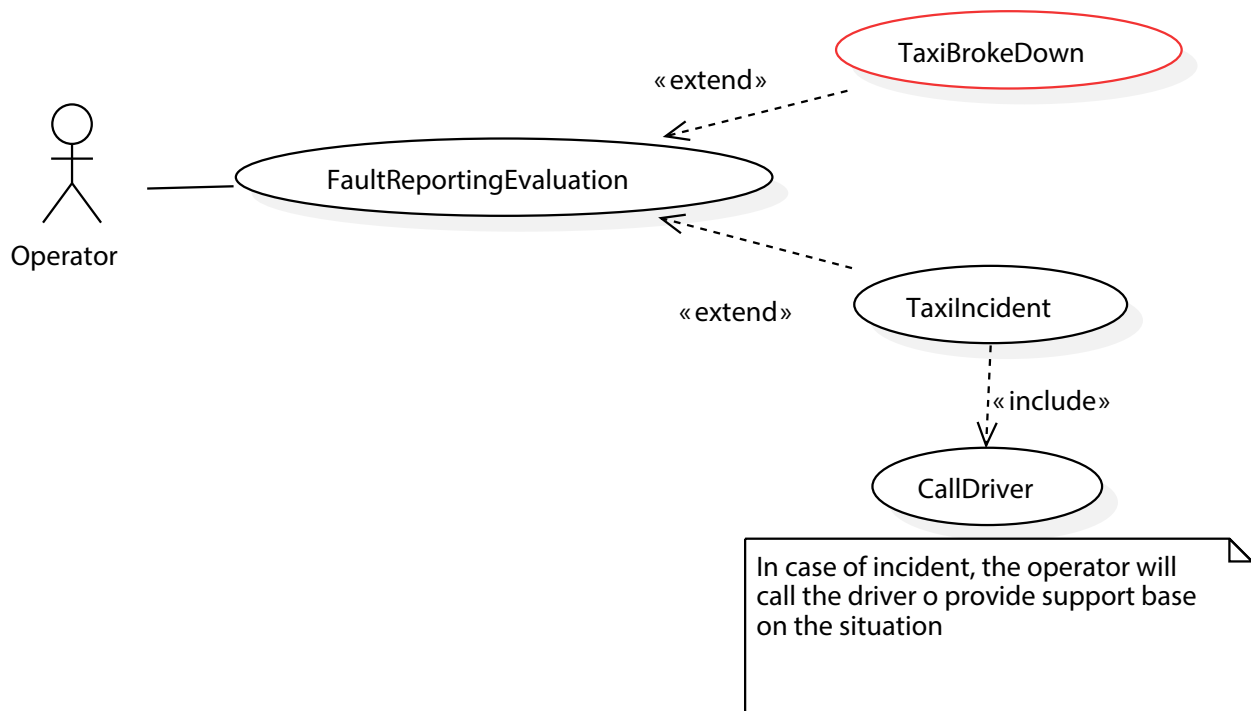 TaxiBrokeDown
«extend»
FaultReportingEvaluation
Operator
TaxiIncident
«extend»
«include»
CallDriver
In case of incident, the operator will
call the driver o provide support base
on the situation